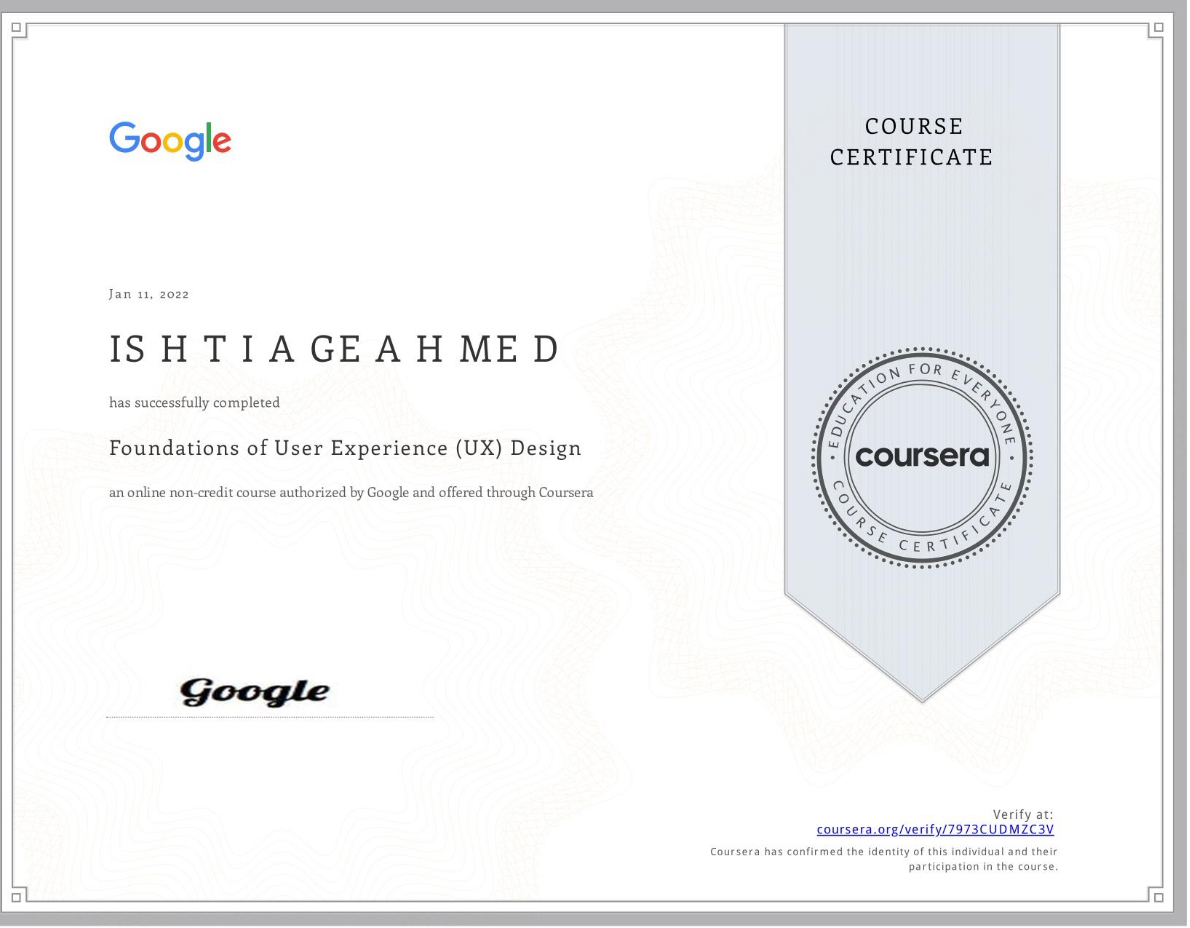 Google
COURSE
CERTIFICATE
Jan 11, 2022
IS H T I A GE A H ME D
has successfully completed
Foundations of User Experience (UX) Design
an online non-credit course authorized by Google and offered through Coursera
EDUCATION FOR EVERYONE
coursera
COURSE CERTIFICATE
Google
Verify at:
coursera.org/verify/7973CUDMZC3V
Coursera has confirmed the identity of this individual and their
participation in the course.